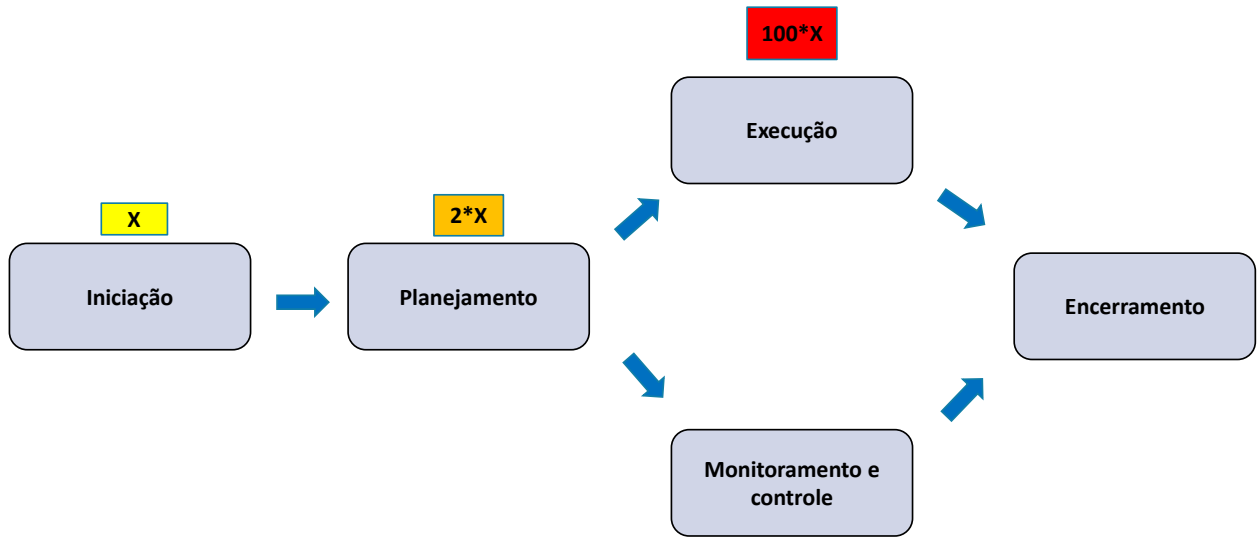 100*X
Execução
X
2*X
Iniciação
Planejamento
Encerramento
Monitoramento e
controle